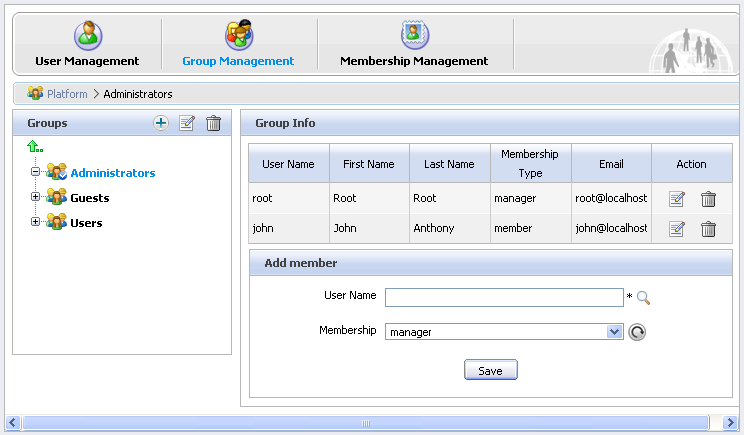 User Management Group Management Membership Management
Platform > Administrators
Groups
Administrators
Guests
Users
Group Info
User Name First Name Last Name Membership Type Email Action
root Root Root manager root@localhost
john John Anthony member john@localhost
Add member
User Name *
Membership manager
Save